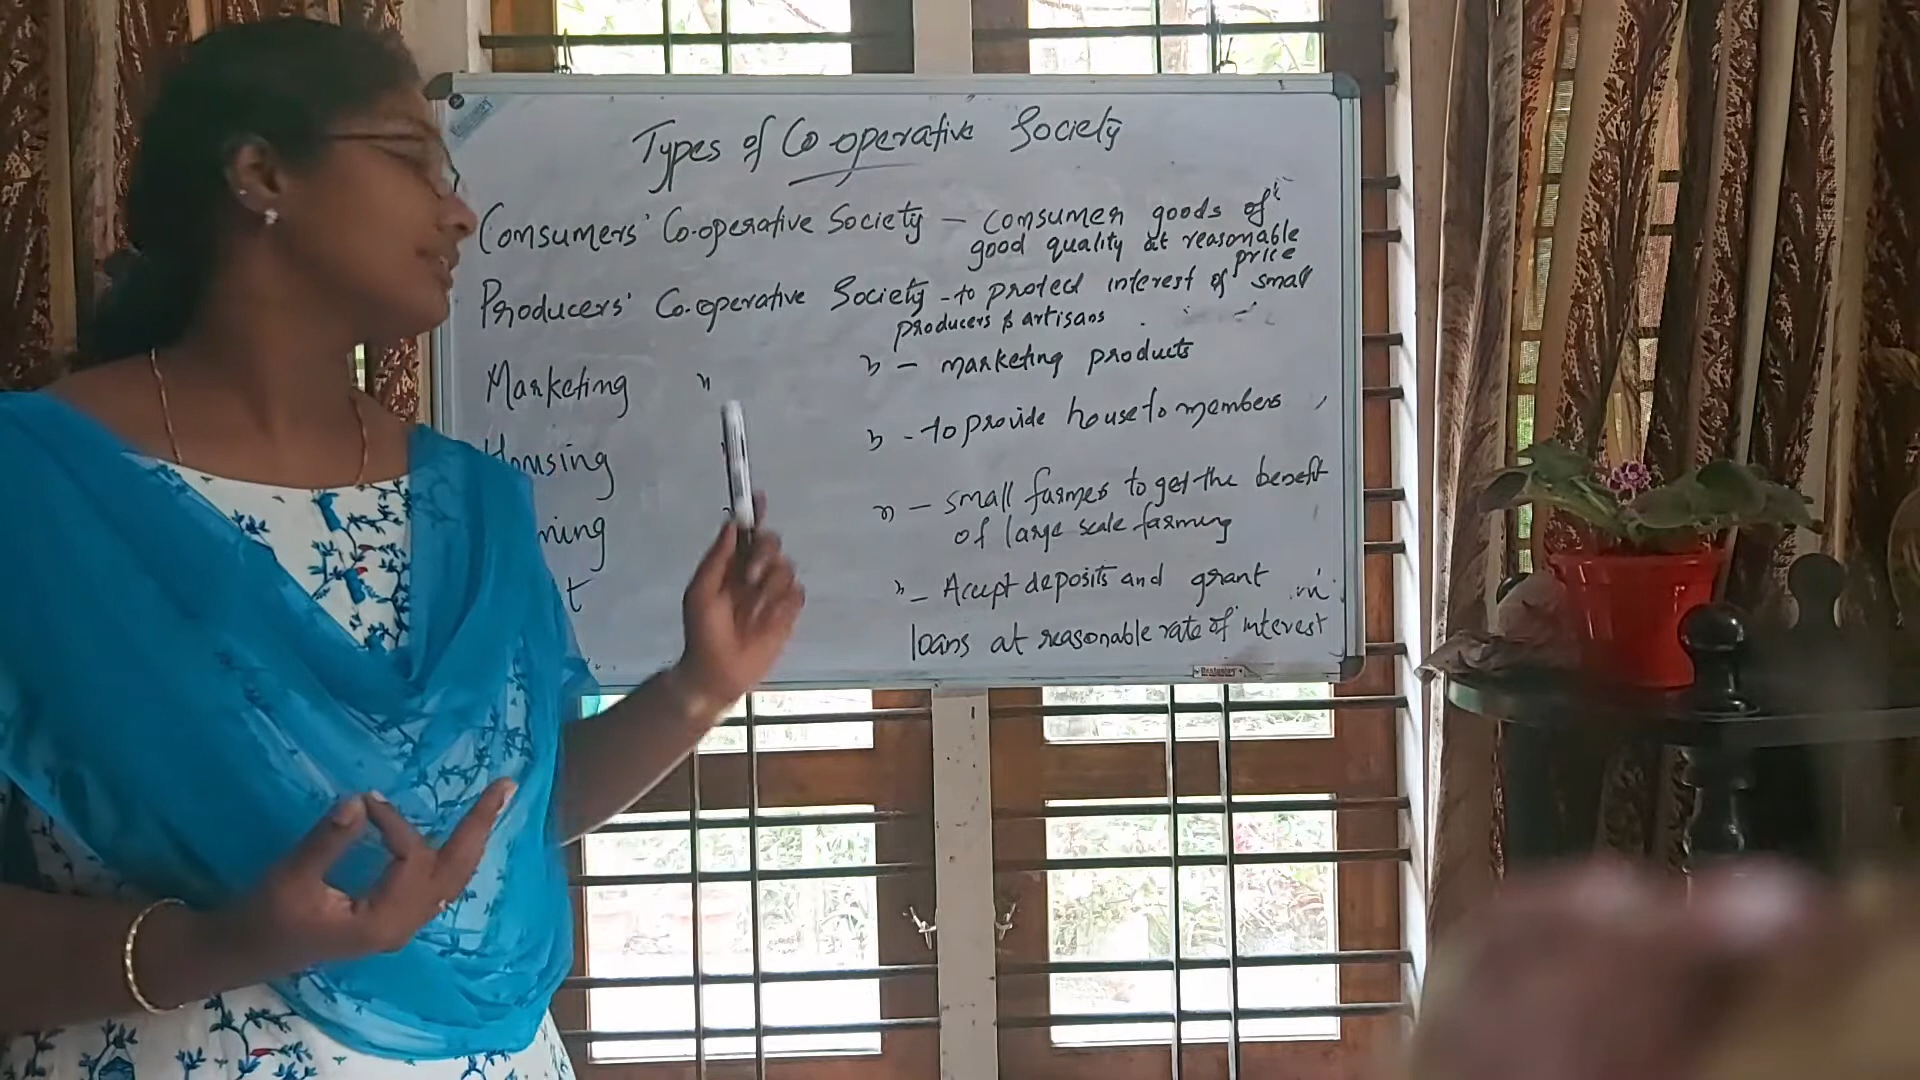 Types of Co-operative Society
Consumers' Co-operative Society - consumer goods of
good quality at reasonable
price
Producers' Co-operative Society - to protect interest of small
producers & artisans
Marketing " " - marketing products
Housing " - to provide house to members
ming " - small farmers to get the benefit
of large scale farming
t " - Accept deposits and grant
loans at reasonable rate of interest